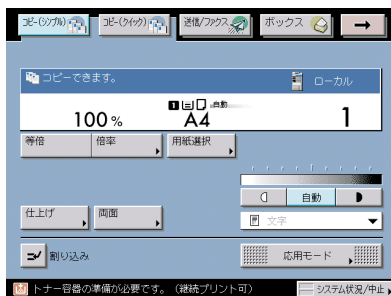 コピー(シンプル) コピー(クイック) 送信/ファクス ボックス →
コピーできます。 ローカル
100% 1 自動 A4 1
等倍 倍率 用紙選択
自動
仕上げ 両面 文字
割り込み 応用モード
トナー容器の準備が必要です。(継続プリント可) システム状況/中止